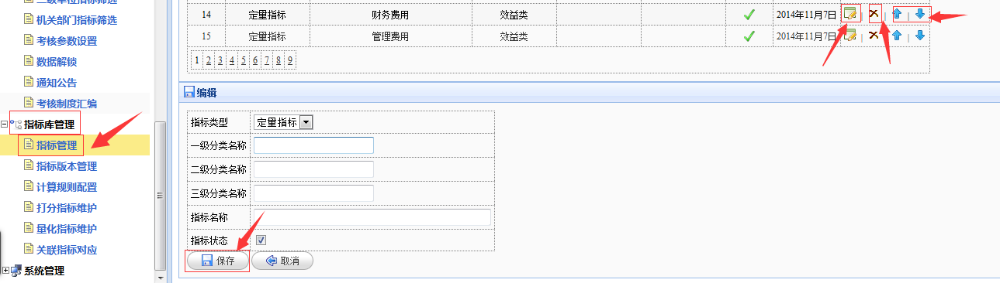 二级单位指标筛选
机关部门指标筛选
考核参数设置
数据解锁
通知公告
考核制度汇编
指标库管理
指标管理
指标版本管理
计算规则配置
打分指标维护
量化指标维护
关联指标对应
系统管理
14 定量指标 财务费用 效益类 2014年11月7日 | | |
15 定量指标 管理费用 效益类 2014年11月7日 | | |
1 2 3 4 5 6 7 8 9
编辑
指标类型 定量指标
一级分类名称
二级分类名称
三级分类名称
指标名称
指标状态
保存 取消